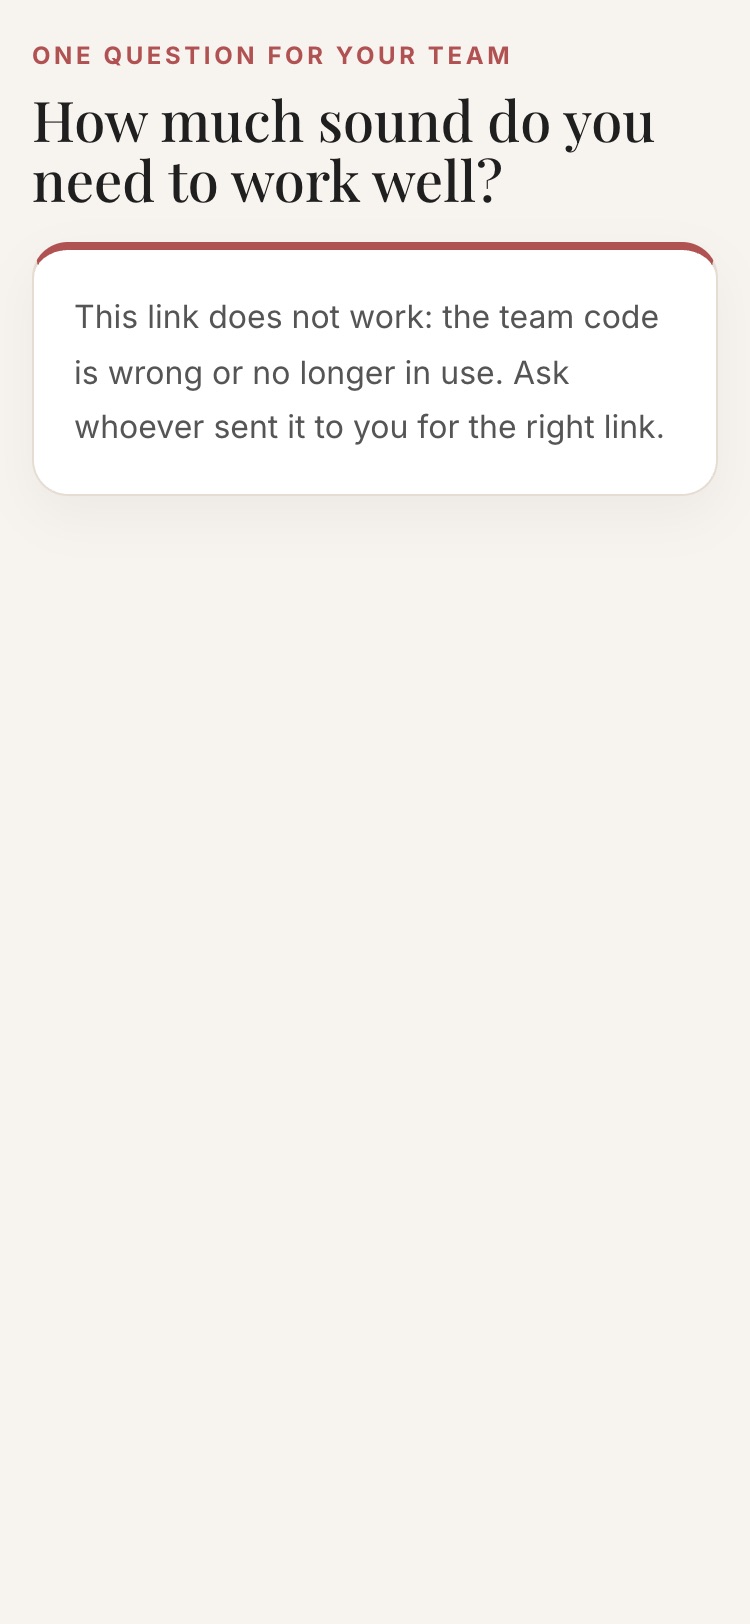 ONE QUESTION FOR YOUR TEAM
How much sound do you
need to work well?
This link does not work: the team code
is wrong or no longer in use. Ask
whoever sent it to you for the right link.